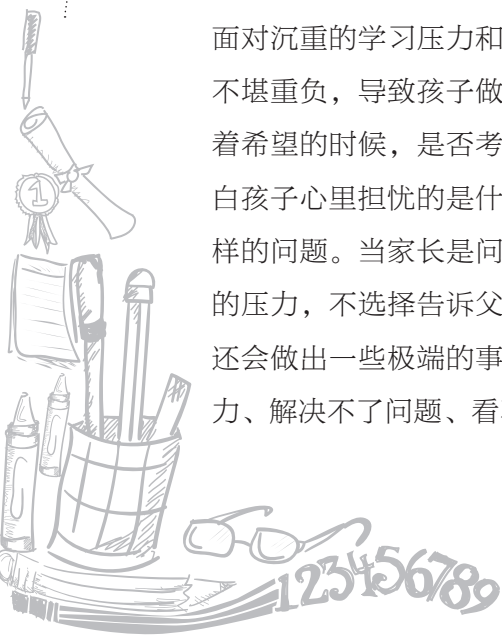 面对沉重的学习压力和
不堪重负，导致孩子做
着希望的时候，是否考
白孩子心里担忧的是什
样的问题。当家长是问
的压力，不选择告诉父
还会做出一些极端的事
力、解决不了问题、看
1
123456789